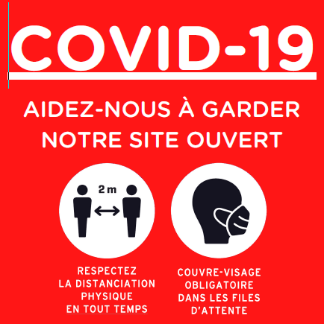 COVID-19
AIDEZ-NOUS À GARDER
NOTRE SITE OUVERT
2 m
RESPECTEZ
LA DISTANCIATION
PHYSIQUE
EN TOUT TEMPS
COUVRE-VISAGE
OBLIGATOIRE
DANS LES FILES
D'ATTENTE